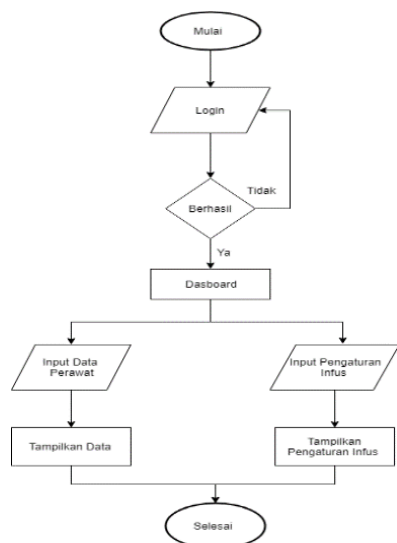 Mulai
Login
Tidak
Berhasil
Ya
Dasboard
Input Data
Perawat
Input Pengaturan
Infus
Tampilkan Data
Tampilkan
Pengaturan Infus
Selesai